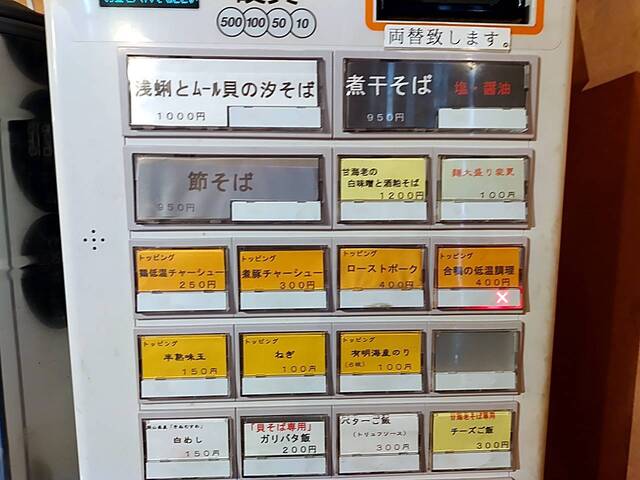 500 100 50 10
両替致します。
浅蜊とムール貝の汐そば
1000円
煮干そば 塩・醤油
950円
節そば
950円
甘海老の
白味噌と酒粕そば
1200円
麺大盛り変更
100円
トッピング
鶏低温チャーシュー
250円
トッピング
煮豚チャーシュー
300円
トッピング
ローストポーク
400円
トッピング
合鴨の低温調理
400円
トッピング
半熟味玉
150円
トッピング
ねぎ
100円
トッピング
有明海産のり
(5枚) 100円
白めし
150円
「貝そば専用」
ガリバタ飯
200円
バターご飯
(トリュフソース)
300円
甘海老そば専用
チーズご飯
300円